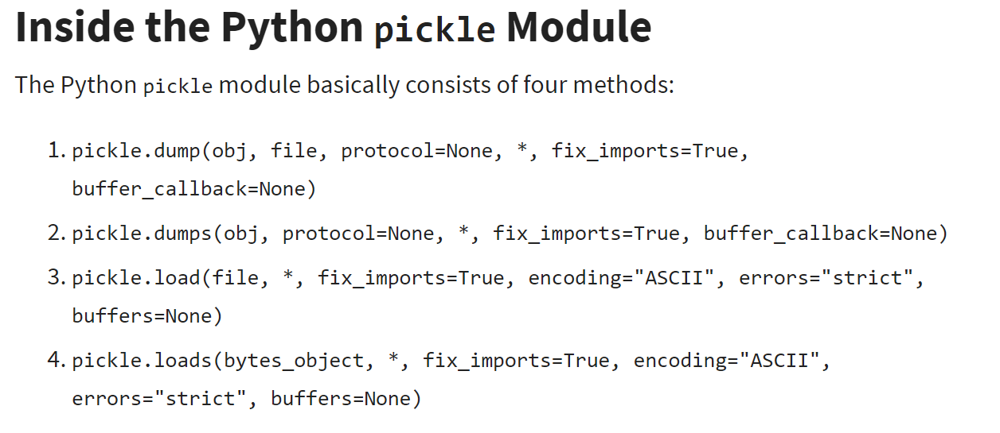 Inside the Python pickle Module
The Python pickle module basically consists of four methods:
1. pickle.dump(obj, file, protocol=None, *, fix_imports=True,
buffer_callback=None)
2. pickle.dumps(obj, protocol=None, *, fix_imports=True, buffer_callback=None)
3. pickle.load(file, *, fix_imports=True, encoding="ASCII", errors="strict",
buffers=None)
4. pickle.loads(bytes_object, *, fix_imports=True, encoding="ASCII",
errors="strict", buffers=None)